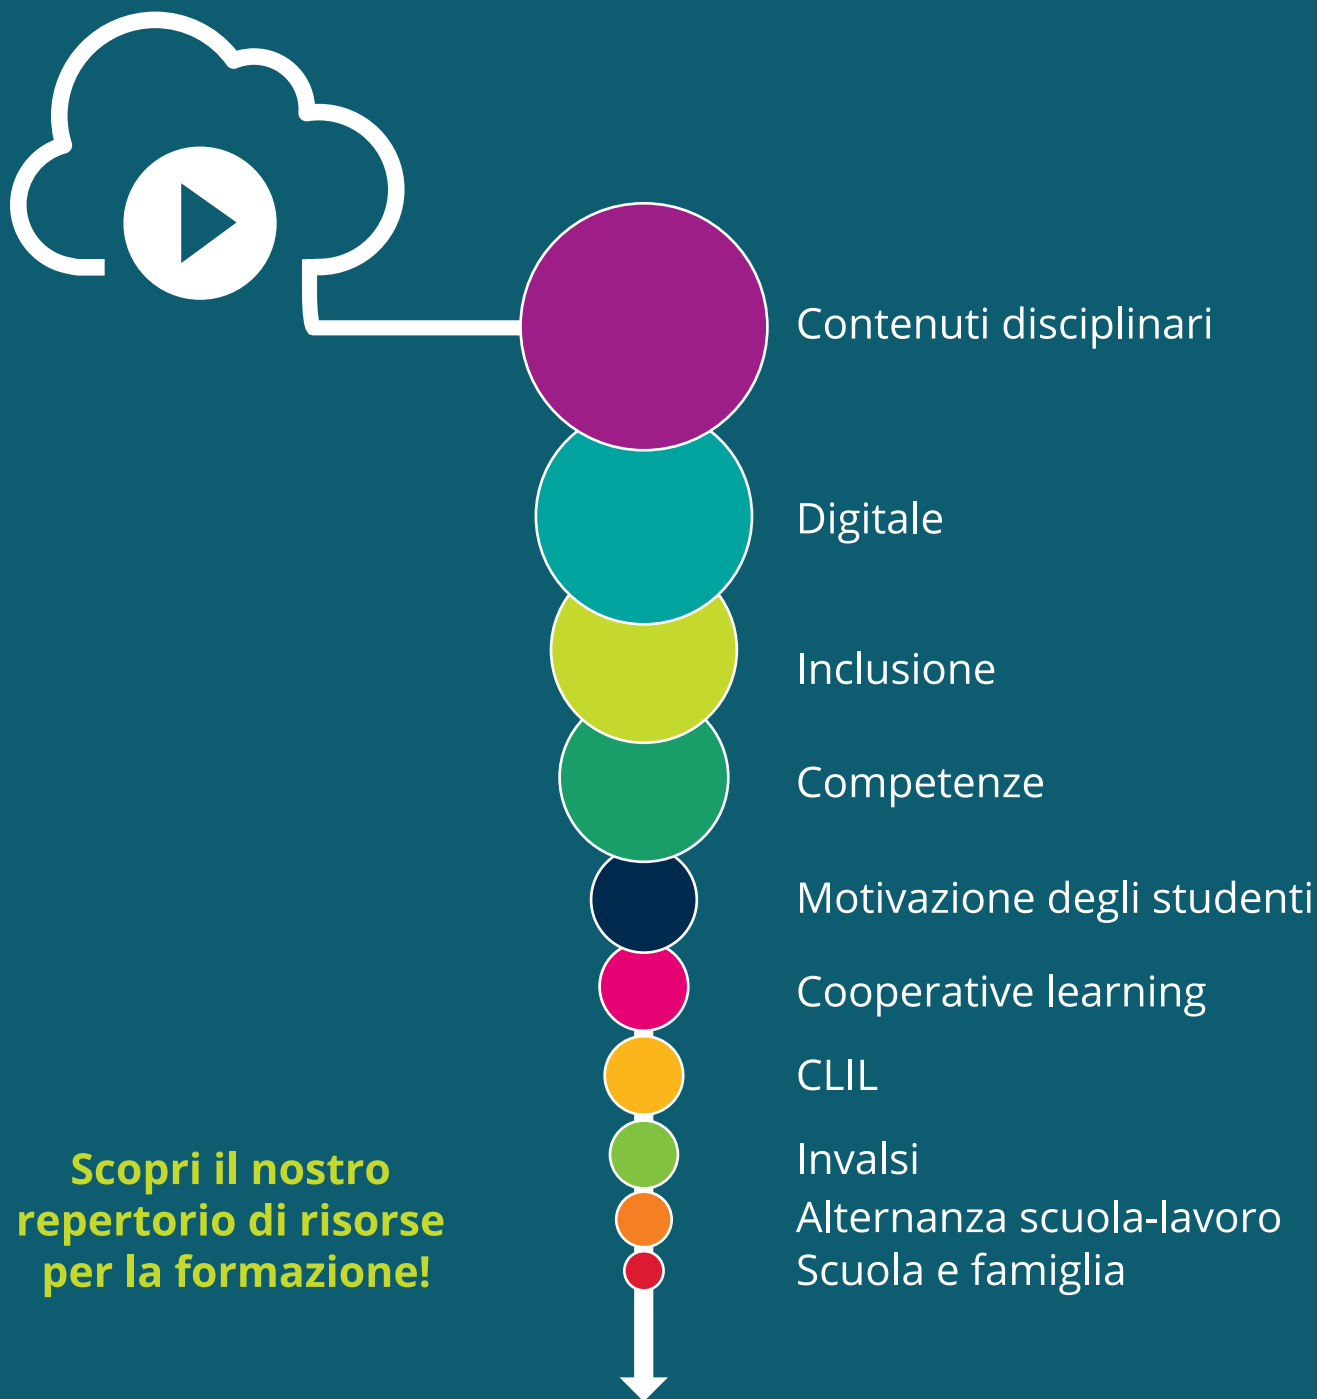 Contenuti disciplinari
Digitale
Inclusione
Competenze
Motivazione degli studenti
Cooperative learning
CLIL
Invalsi
Alternanza scuola-lavoro
Scuola e famiglia
Scopri il nostro
repertorio di risorse
per la formazione!